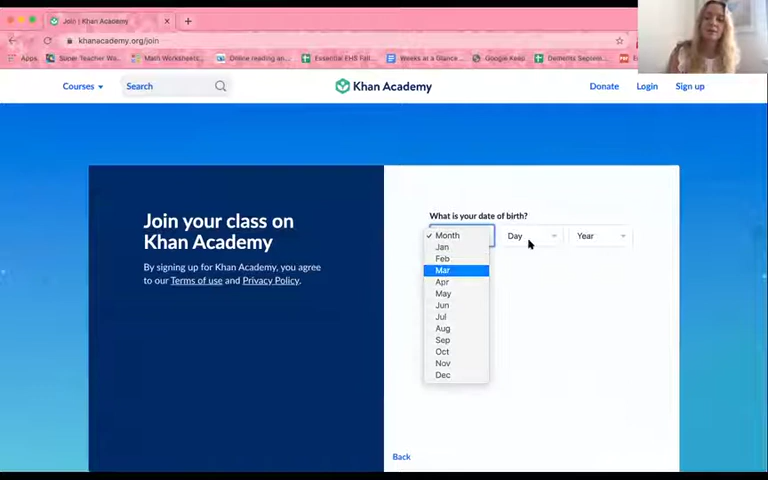 Join | Khan Academy
khanacademy.org/join
Apps
Super Teacher Wo...
Math Worksheets...
Online reading an...
Essential EHS Fall...
Weeks at a Glance...
Google Keep
Courses
Search
Khan Academy
Donate
Login
Sign up
Join your class on
Khan Academy
By signing up for Khan Academy, you agree
to our Terms of use and Privacy Policy.
What is your date of birth?
Month
Day
Year
Jan
Feb
Mar
Apr
May
Jun
Jul
Aug
Sep
Oct
Nov
Dec
Back